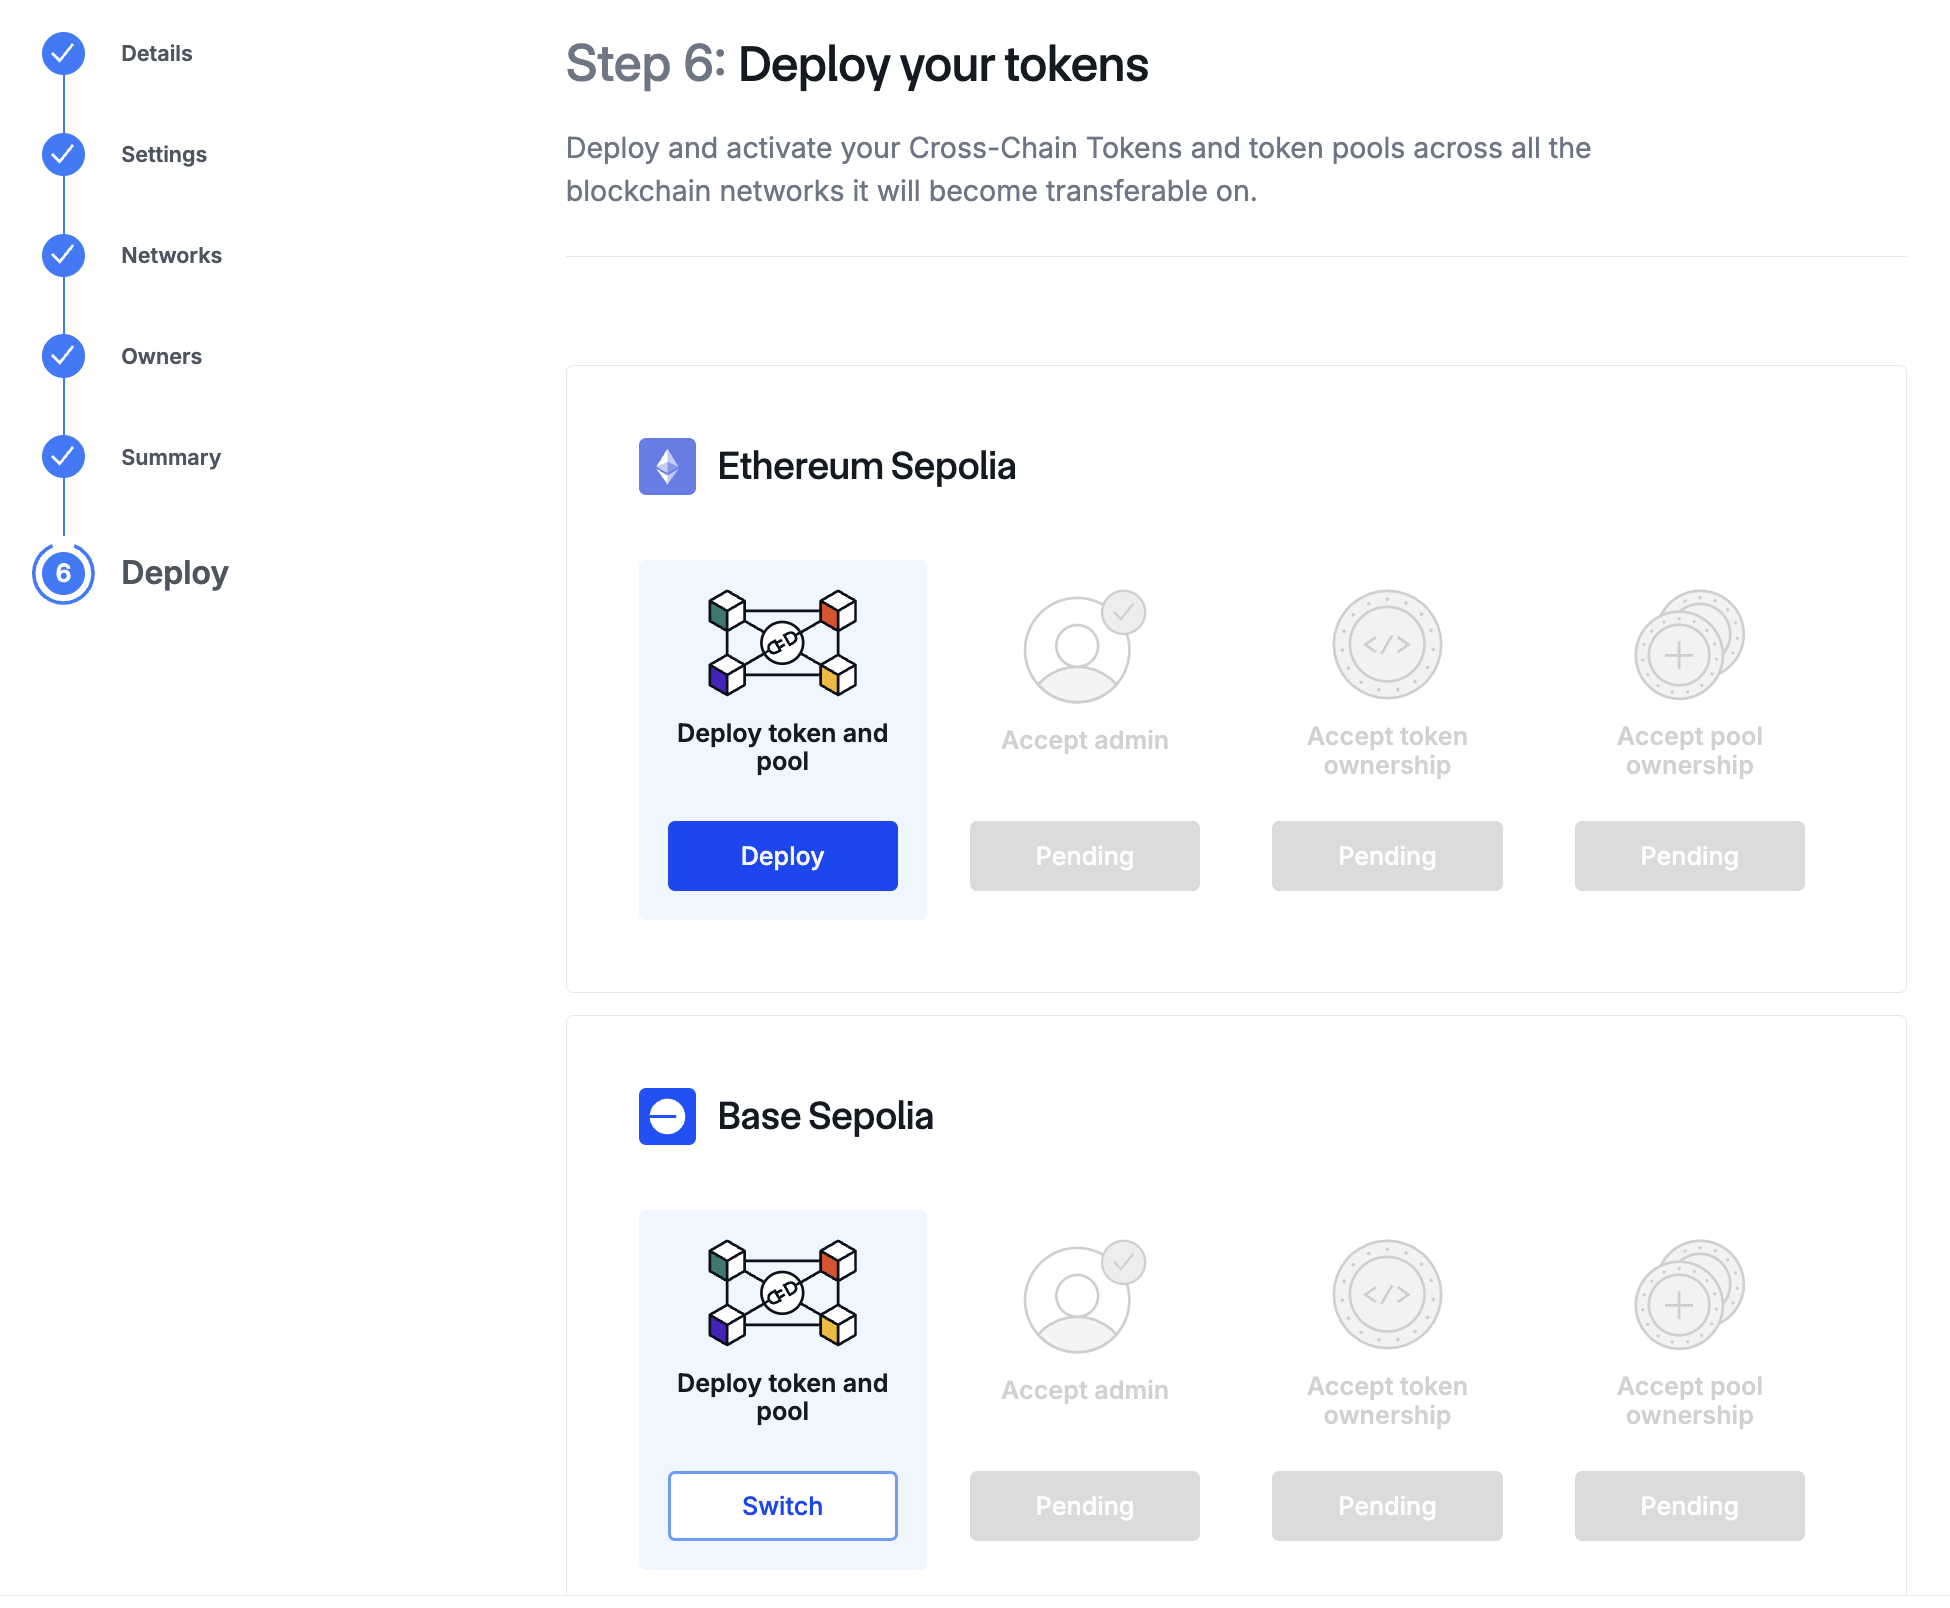 Details
Settings
Networks
Owners
Summary
6
Deploy
Step 6: Deploy your tokens
Deploy and activate your Cross-Chain Tokens and token pools across all the
blockchain networks it will become transferable on.
Ethereum Sepolia
Deploy token and
pool
Deploy
Accept admin
Pending
</>
Accept token
ownership
Pending
Accept pool
ownership
Pending
Base Sepolia
Deploy token and
pool
Switch
Accept admin
Pending
</>
Accept token
ownership
Pending
Accept pool
ownership
Pending